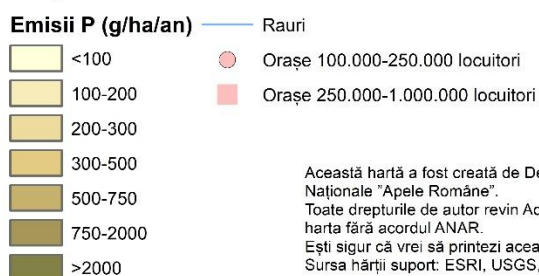 Emisii P (g/ha/an)
Rauri
<100
Orașe 100.000-250.000 locuitori
100-200
Orașe 250.000-1.000.000 locuitori
200-300
300-500
500-750
750-2000
>2000
Această hartă a fost creată de
Naționale "Apele Române".
Toate drepturile de autor revin
harta fără acordul ANAR.
Ești sigur că vrei să printezi
Sursa hărții suport: ESRI, USGS,